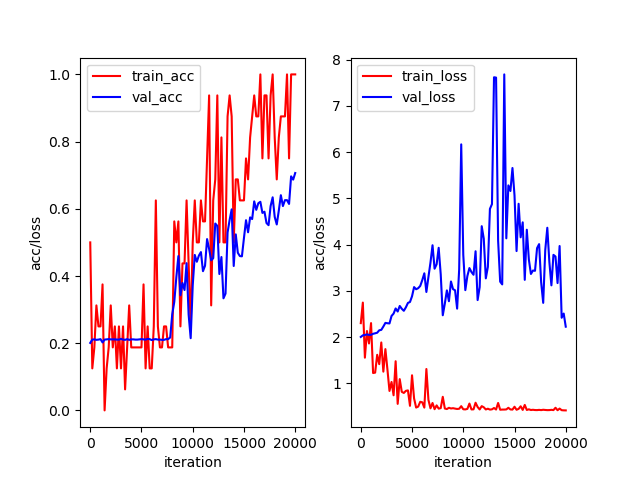 train_acc
val_acc
1.0
0.8
0.6
0.4
0.2
0.0
acc/loss
0 5000 10000 15000 20000
iteration
train_loss
val_loss
8
7
6
5
4
3
2
1
acc/loss
0 5000 10000 15000 20000
iteration